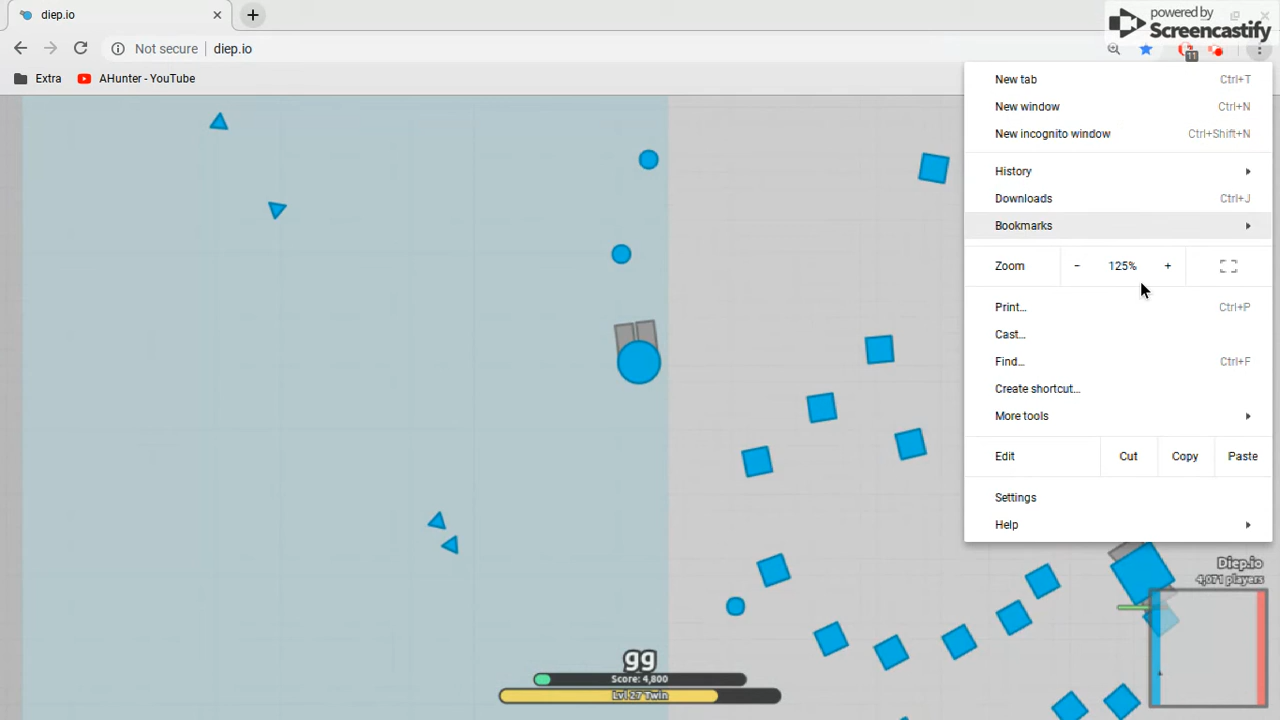 diep.io
powered by
Screencastify
Not secure diep.io
11
Extra AHunter - YouTube
New tab Ctrl+T
New window Ctrl+N
New incognito window Ctrl+Shift+N
History
Downloads Ctrl+J
Bookmarks
Zoom - 125% +
Print... Ctrl+P
Cast...
Find... Ctrl+F
Create shortcut...
More tools
Edit Cut Copy Paste
Settings
Help
Diep.io
4,071 players
gg
Score: 4,800
Lvl 27 Twin